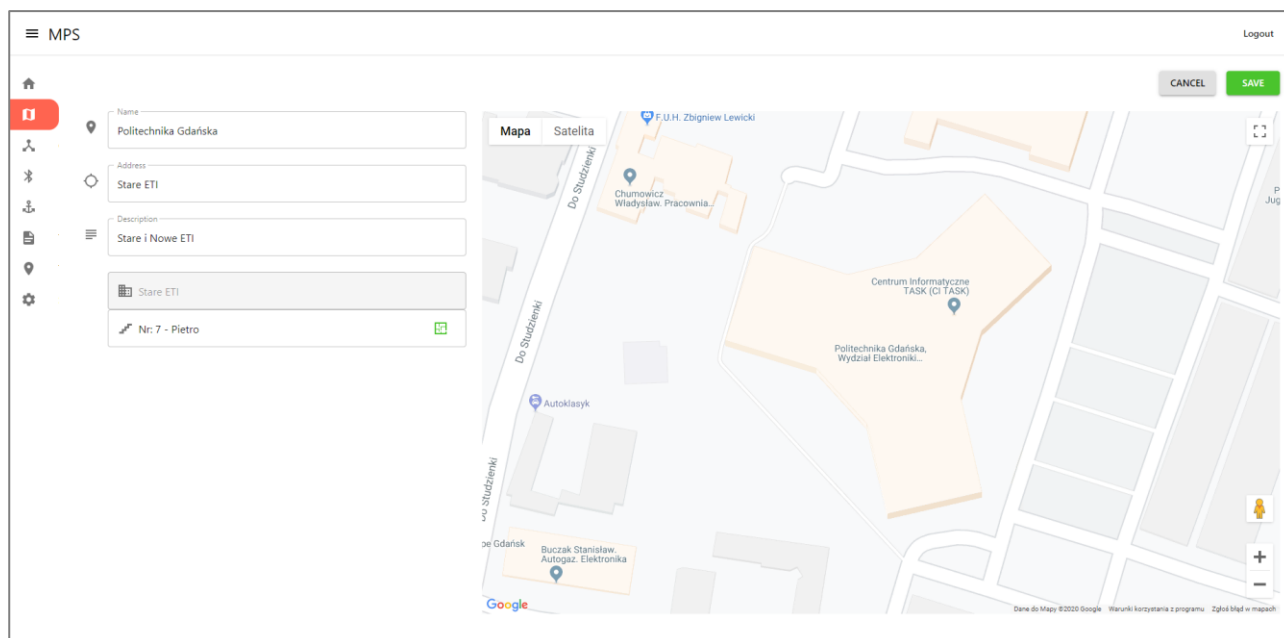 MPS
Logout
CANCEL
SAVE
Name
Politechnika Gdańska
Address
Stare ETI
Description
Stare i Nowe ETI
Stare ETI
Nr: 7 - Pietro
Mapa
Satelita
F.U.H. Zbigniew Lewicki
Do Studzienki
Chumowicz
Władysław. Pracownia...
P
Jug
Centrum Informatyczne
TASK (CI TASK)
Do Studzienki
Politechnika Gdańska,
Wydział Elektroniki...
Autoklasyk
Do Studzienki
pe Gdańsk
Buczak Stanisław.
Autogaz. Elektronika
Google
Dane do Mapy ©2020 Google
Warunki korzystania z programu
Zgłoś błąd w mapach